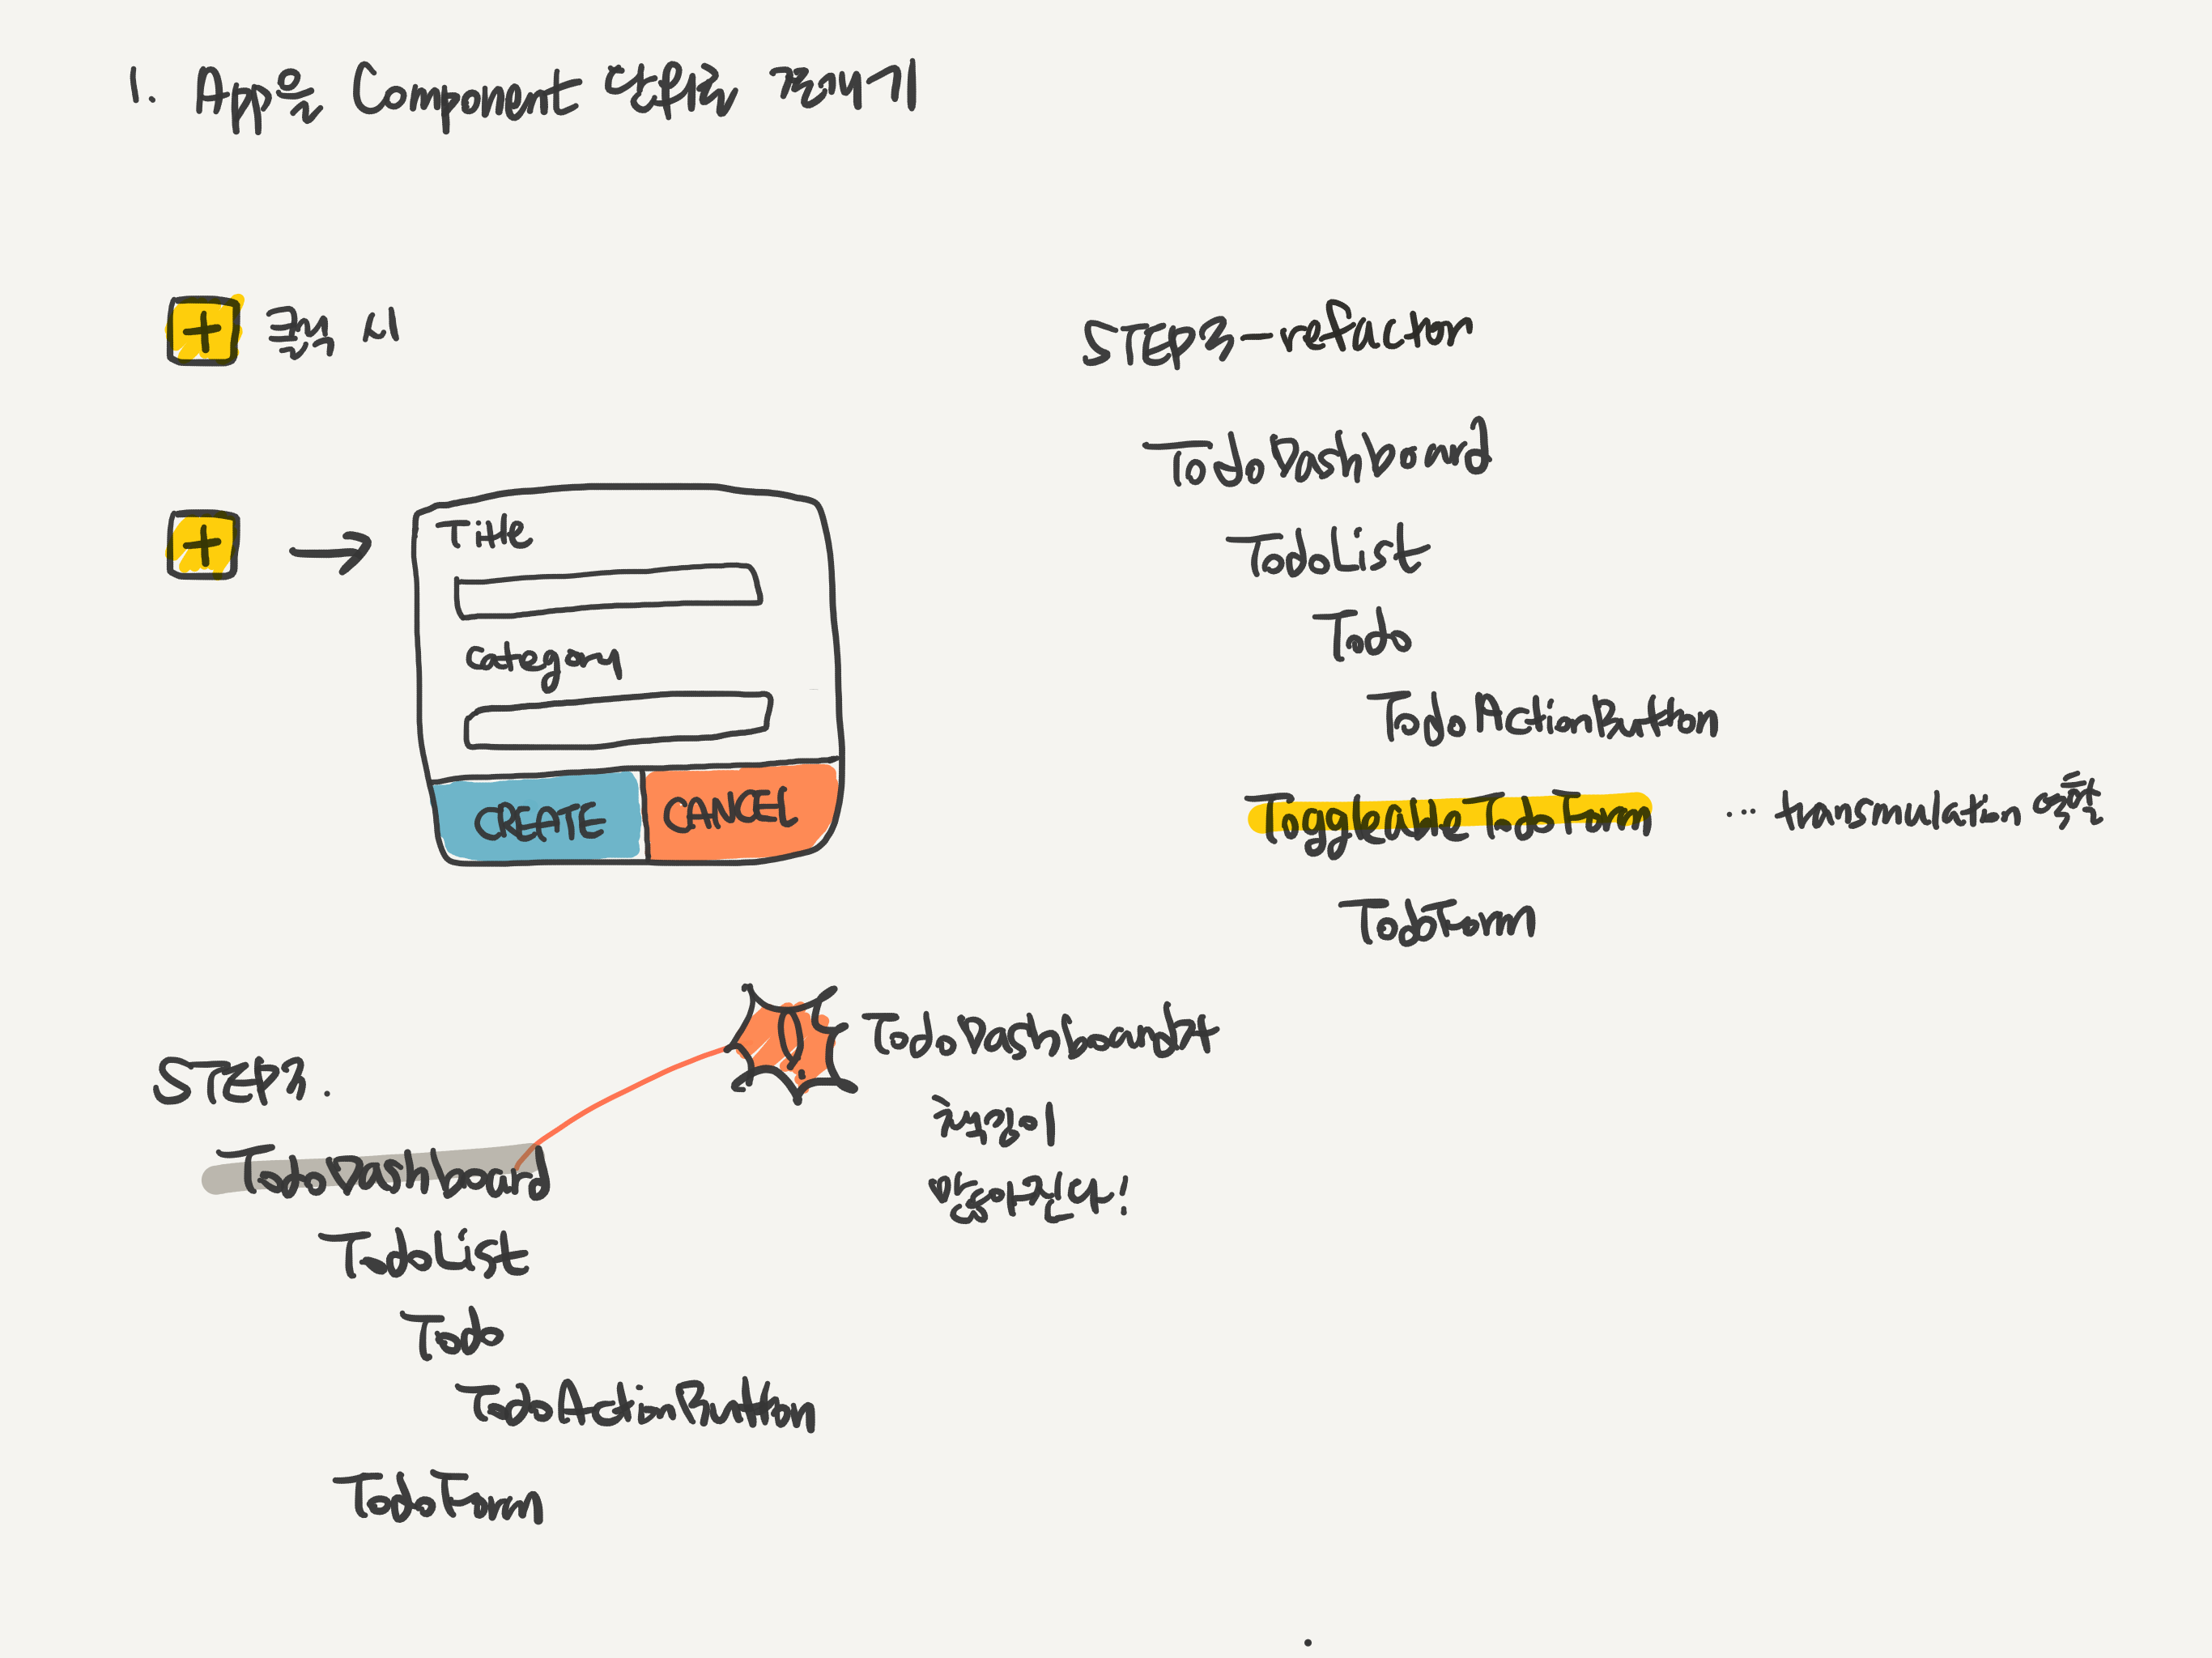 1. App을 Component 단위로 쪼개기
+ 클릭 시
+ →
Title
Category
CREATE
CANCEL
STEP3-refactor
TodoDashboard
TodoList
Todo
TodoActionButton
ToggleableTodoForm ... transmulation
TodoForm
STEP3.
TodoDashboard
TodoList
Todo
TodoActionButton
TodoForm
!
TodoDashboard가
책임이
많아진다!